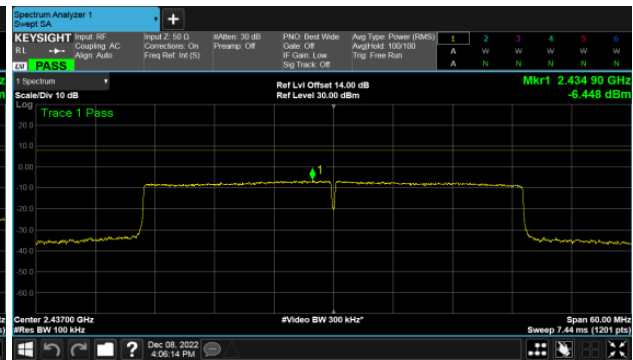 Spectrum Analyzer 1
Swept SA
+
KEYSIGHT Input: RF Input Z: 50 Ω #Atten: 30 dB PNO: Best Wide Avg Type: Power (RMS) 1 2 3 4 5 6
RL Coupling: AC Corrections: On Preamp: Off Gate: Off Avg|Hold: 100/100 A W W W W W
Align: Auto Freq Ref: Int (S) IF Gain: Low Trig: Free Run
LXI PASS Sig Track: Off A N N N N N
1 Spectrum Ref Lvl Offset 14.00 dB Mkr1 2.434 90 GHz
Scale/Div 10 dB Ref Level 30.00 dBm -6.448 dBm
Log
Trace 1 Pass
20.0
10.0
0.00
1
-10.0
-20.0
-30.0
-40.0
-50.0
-60.0
Center 2.43700 GHz #Video BW 300 kHz* Span 60.00 MHz
#Res BW 100 kHz Sweep 7.44 ms (1201 pts)
? Dec 08, 2022
4:06:14 PM